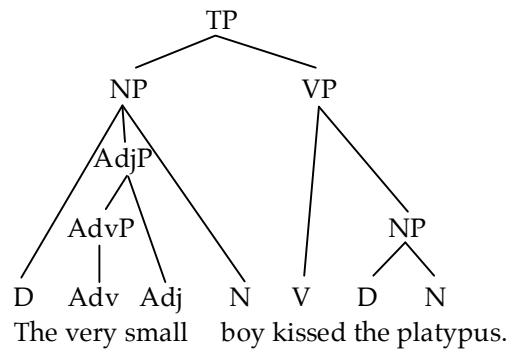 TP
NP VP
AdjP
AdvP NP
D Adv Adj N V D N
The very small boy kissed the platypus.